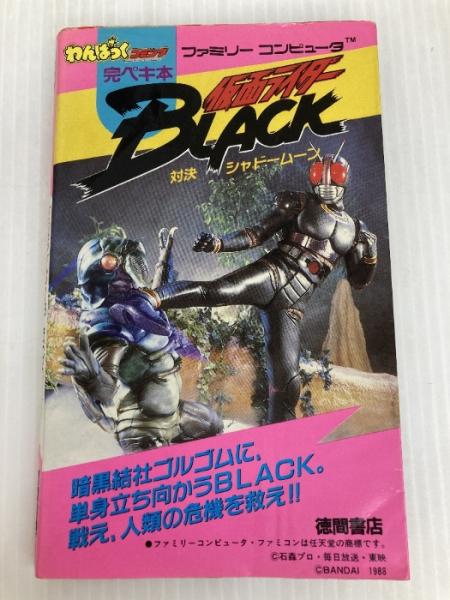 わんぱっくコミックス
ファミリー コンピュータ™
完ペキ本
仮面ライダー
BLACK
対決 シャドームーン
暗黒結社ゴルゴムに、
単身立ち向かうBLACK。
戦え。人類の危機を救え!!
徳間書店
●ファミリーコンピュータ・ファミコンは任天堂の商標です。
©石森プロ・毎日放送・東映
©BANDAI 1988